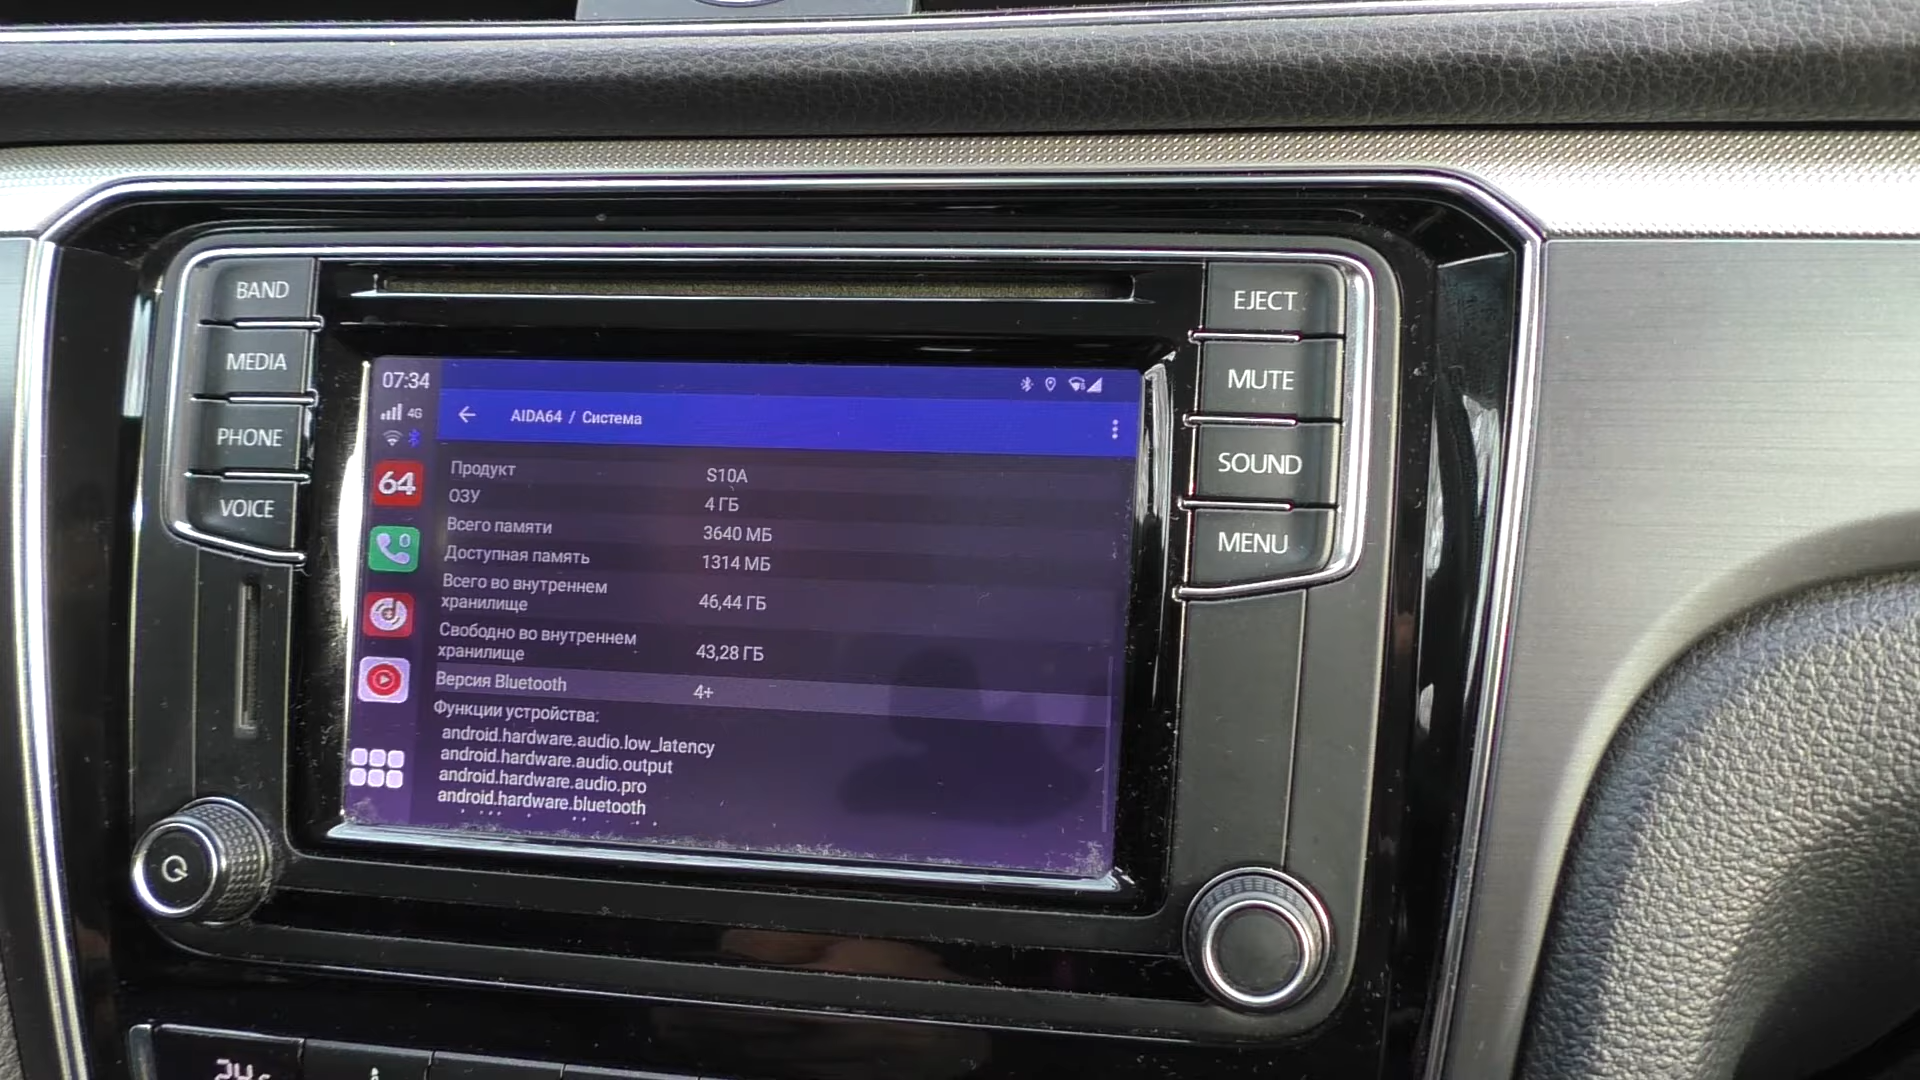 BAND
MEDIA
PHONE
VOICE
EJECT
MUTE
SOUND
MENU
07:34
4G
AIDA64 / Система
64
Продукт S10A
ОЗУ 4 ГБ
Всего памяти 3640 МБ
Доступная память 1314 МБ
Всего во внутреннем
хранилище 46,44 ГБ
Свободно во внутреннем
хранилище 43,28 ГБ
Версия Bluetooth 4+
Функции устройства:
android.hardware.audio.low_latency
android.hardware.audio.output
android.hardware.audio.pro
android.hardware.bluetooth